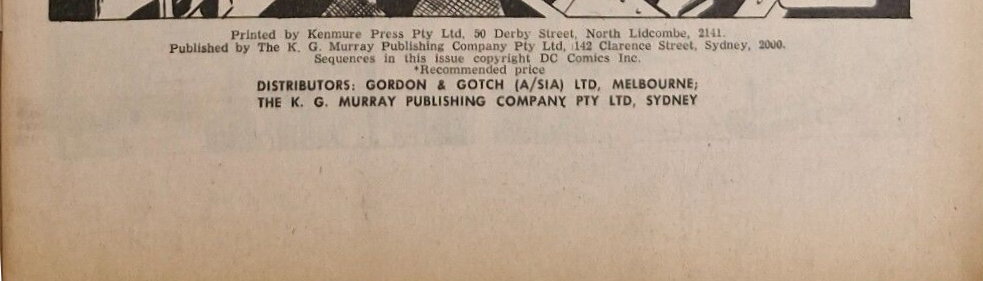 Printed by Kenmure Press Pty Ltd, 50 Derby Street, North Lidcombe, 2141.
Published by The K. G. Murray Publishing Company Pty Ltd, 142 Clarence Street, Sydney, 2000.
Sequences in this issue copyright DC Comics Inc.
*Recommended price
DISTRIBUTORS: GORDON & GOTCH (A/SIA) LTD, MELBOURNE;
THE K. G. MURRAY PUBLISHING COMPANY PTY LTD, SYDNEY